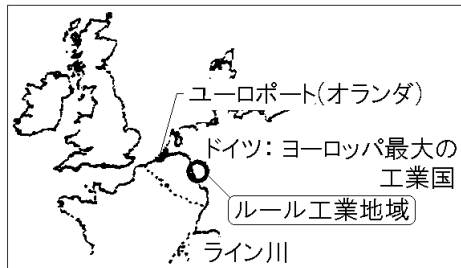 ユーロポート(オランダ)
ドイツ：ヨーロッパ最大の
工業国
ルール工業地域
ライン川